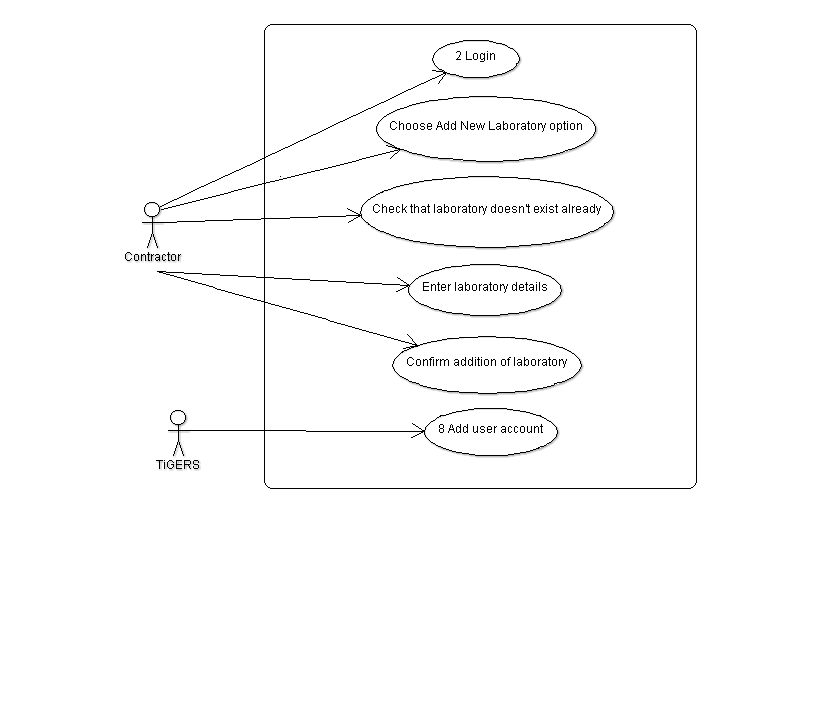 2 Login
Choose Add New Laboratory option
Check that laboratory doesn't exist already
Contractor
Enter laboratory details
Confirm addition of laboratory
8 Add user account
TiGERS